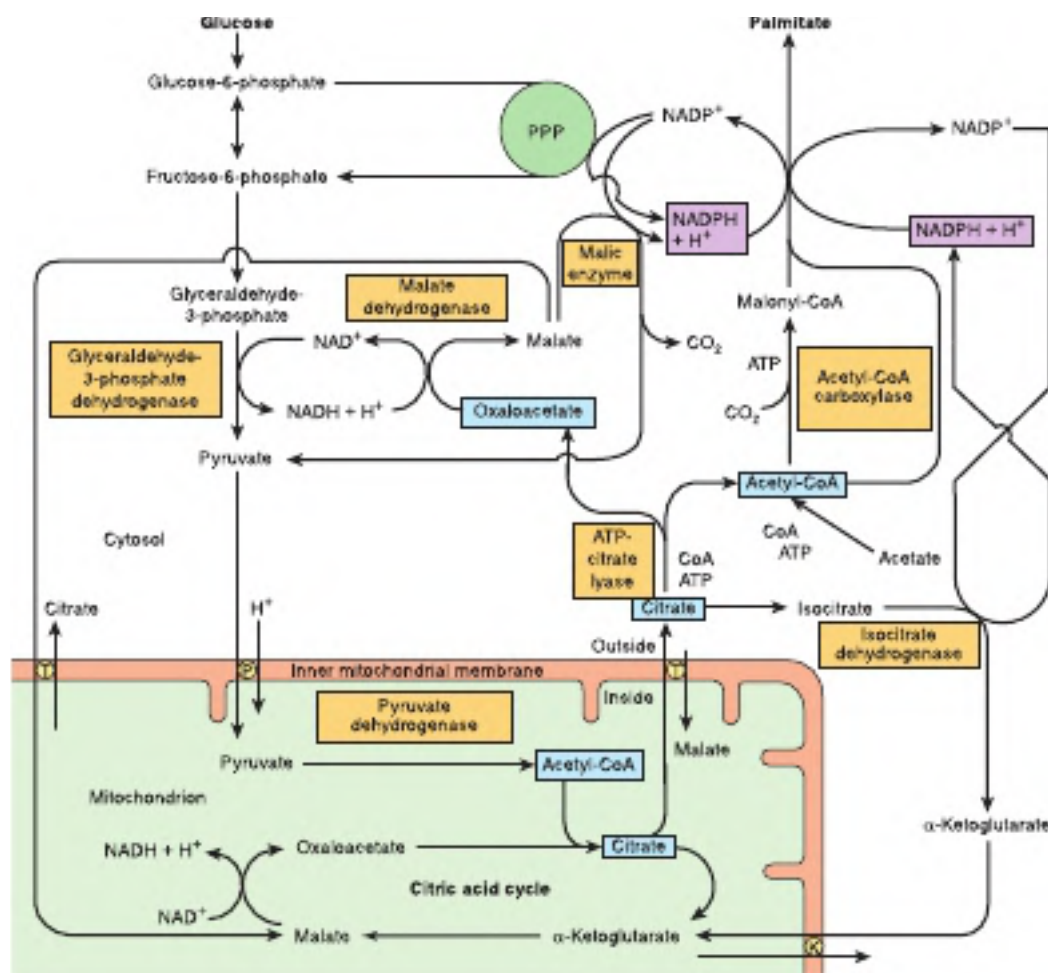 Glucose
Palmitate
Glucose-6-phosphate
PPP
NADP+
NADP+
Fructose-6-phosphate
NADPH
+ H+
NADPH + H+
Malic
enzyme
Malate
dehydrogenase
Glyceraldehyde-
3-phosphate
Malonyl-CoA
NAD+
Malate
CO2
ATP
Glyceraldehyde-
3-phosphate
dehydrogenase
Acetyl-CoA
carboxylase
NADH + H+
Oxaloacetate
CO2
Pyruvate
Acetyl-CoA
Cytosol
ATP-
citrate
lyase
CoA
ATP
CoA
ATP
Acetate
Citrate
H+
Citrate
Isocitrate
Outside
Isocitrate
dehydrogenase
T
P
Inner mitochondrial membrane
T
Inside
Pyruvate
dehydrogenase
Malate
Pyruvate
Acetyl-CoA
Mitochondrion
α-Ketoglutarate
NADH + H+
Oxaloacetate
Citrate
Citric acid cycle
NAD+
Malate
α-Ketoglutarate
K